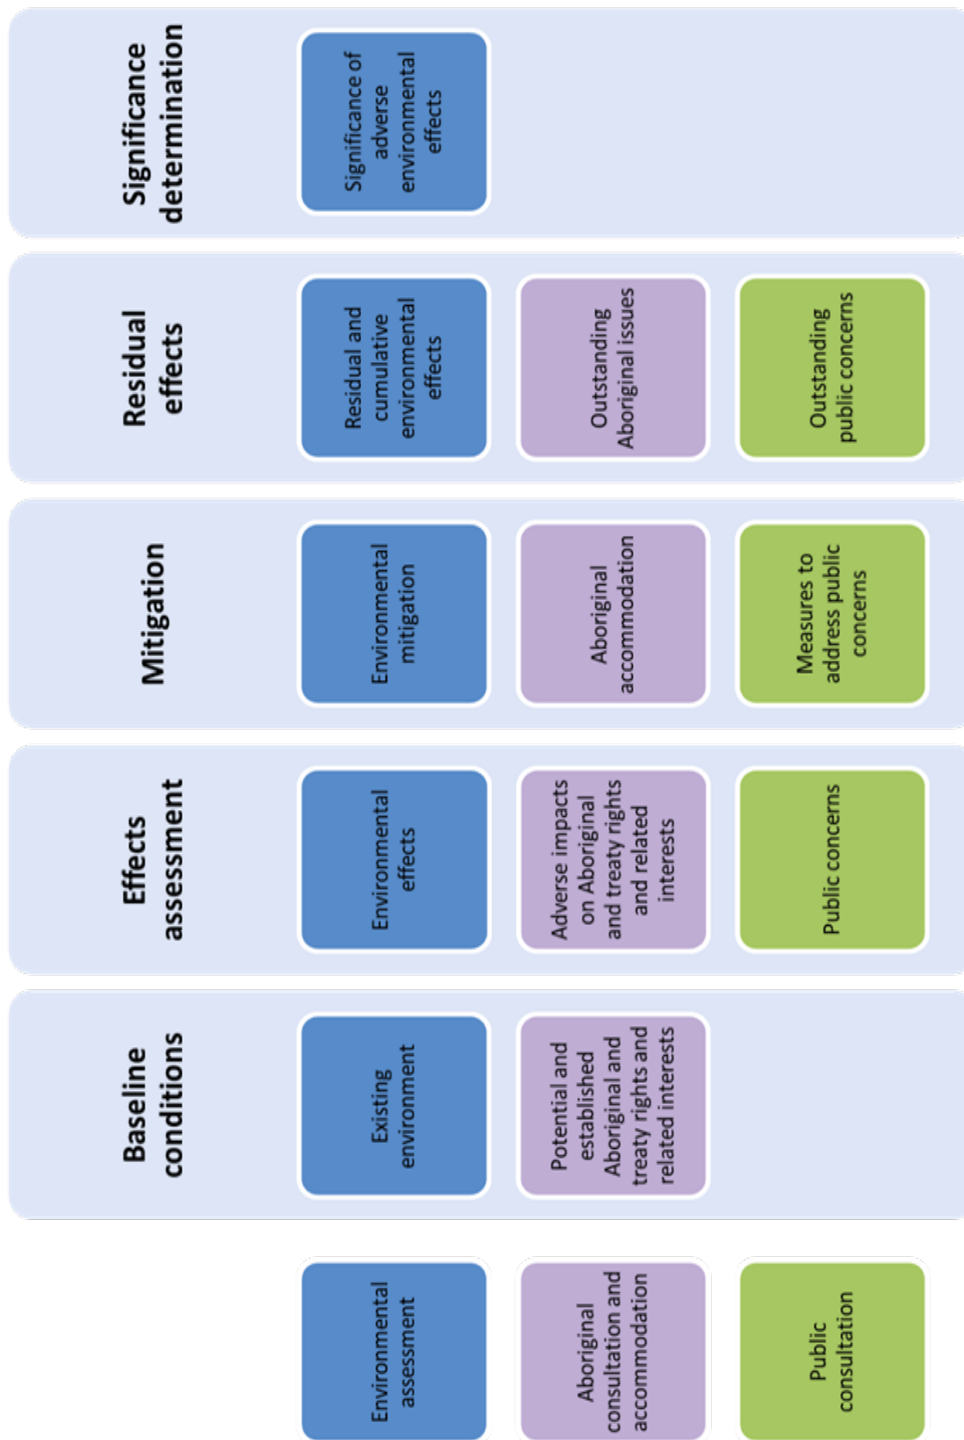 Baseline
conditions
Effects
assessment
Mitigation
Residual
effects
Significance
determination
Environmental
assessment
Existing
environment
Environmental
effects
Environmental
mitigation
Residual and
cumulative
environmental
effects
Significance of
adverse
environmental
effects
Aboriginal
consultation and
accommodation
Potential and
established
Aboriginal and
treaty rights and
related interests
Adverse impacts
on Aboriginal
and treaty rights
and related
interests
Aboriginal
accommodation
Outstanding
Aboriginal issues
Public
consultation
Public concerns
Measures to
address public
concerns
Outstanding
public concerns